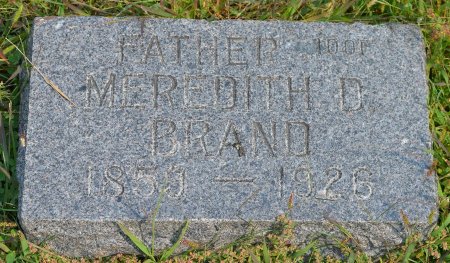 FATHER IOOF
MEREDITH D.
BRAND
1850 — 1926